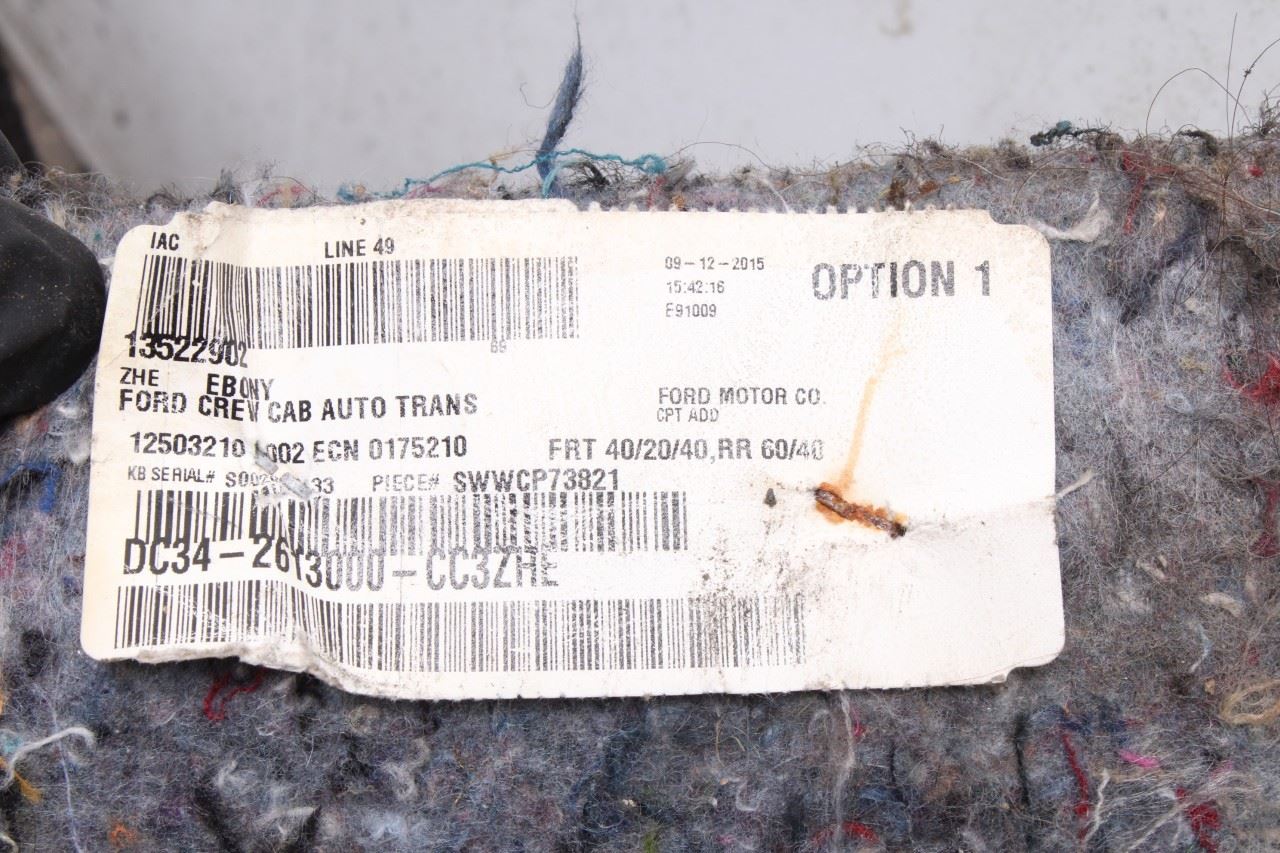 IAC LINE 49
09-12-2015
15:42:16
E91009
OPTION 1
13522902
69
ZHE EBONY
FORD CREW CAB AUTO TRANS
FORD MOTOR CO.
CPT ADD
12503210 002 ECN 0175210 FRT 40/20/40,RR 60/40
KB SERIAL# PIECE# SWWCP73821
DC34-2613000-CC3ZHE